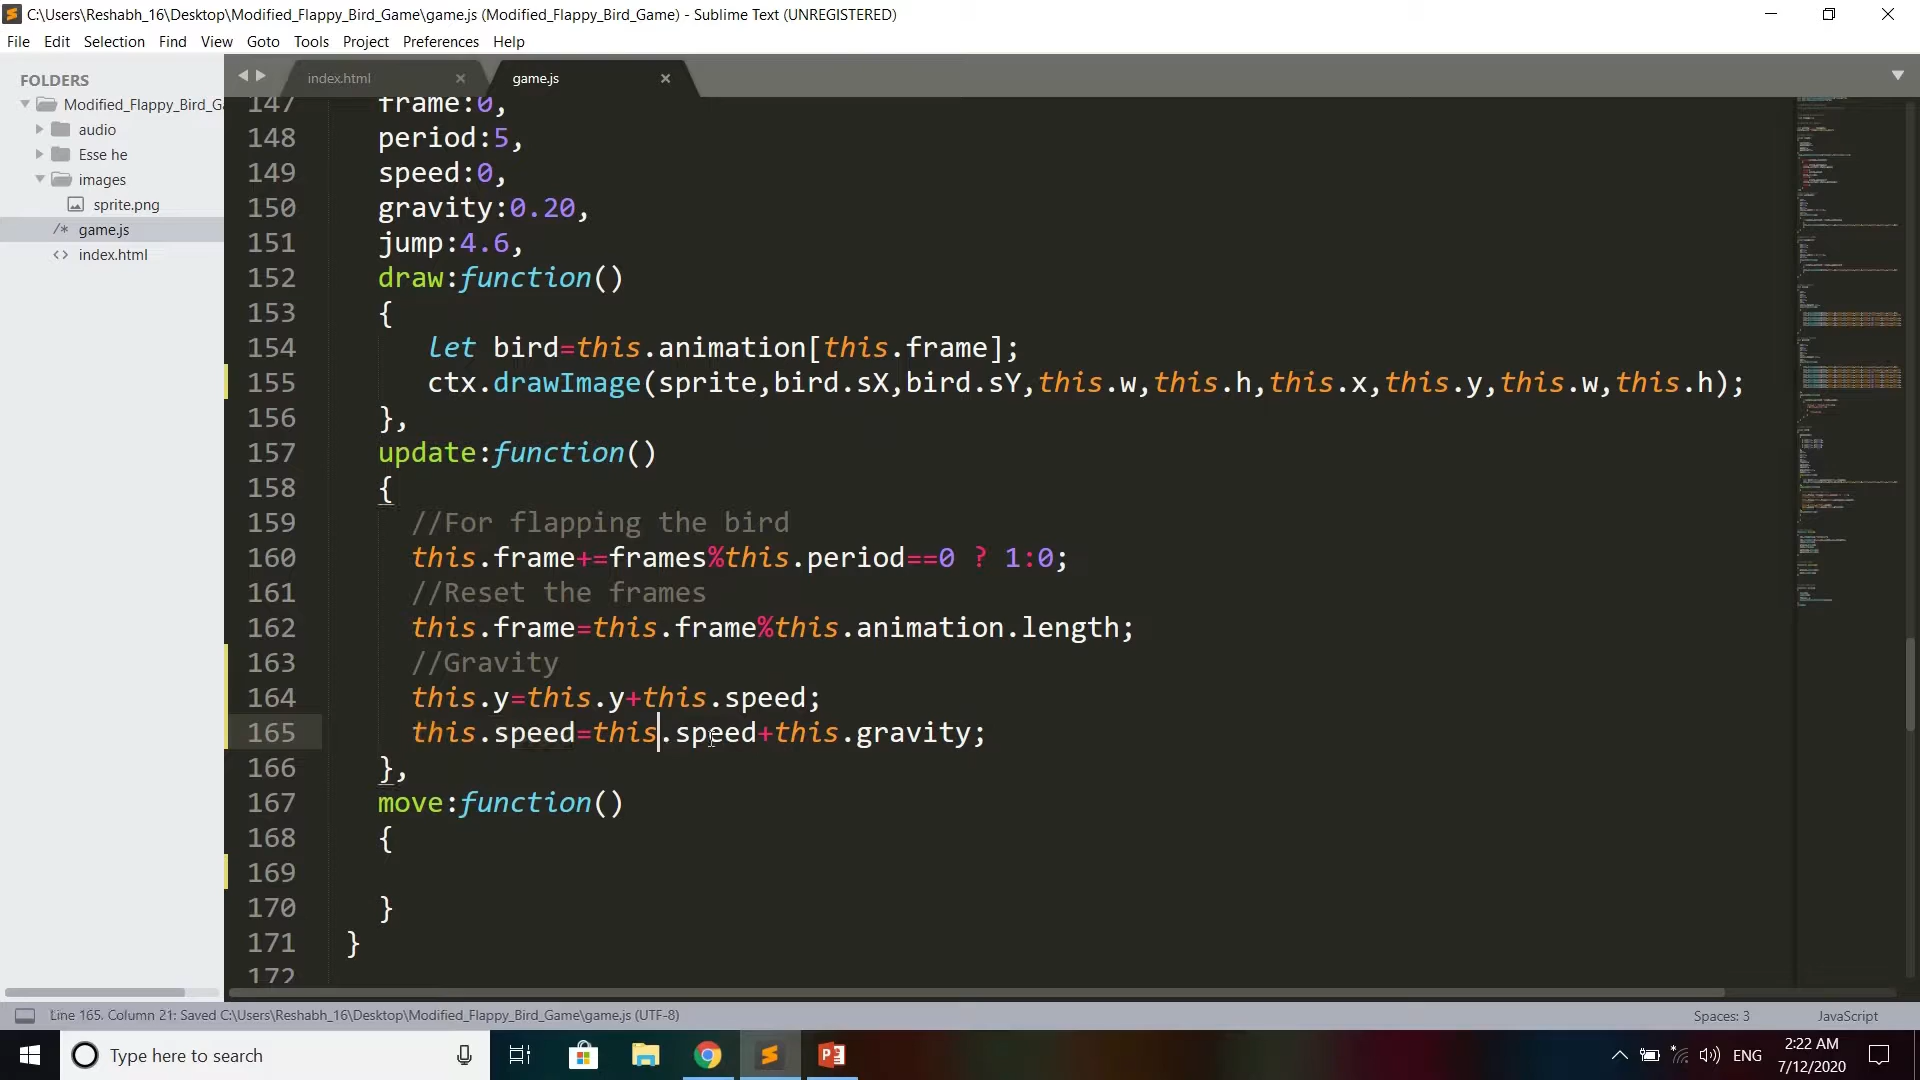 C:\Users\Reshabh_16\Desktop\Modified_Flappy_Bird_Game\game.js (Modified_Flappy_Bird_Game) - Sublime Text (UNREGISTERED)
File Edit Selection Find View Goto Tools Project Preferences Help
FOLDERS
Modified_Flappy_Bird_G
audio
Esse he
images
sprite.png
/* game.js
<> index.html
index.html
game.js
147 frame:0,
148 period:5,
149 speed:0,
150 gravity:0.20,
151 jump:4.6,
152 draw:function()
153 {
154 let bird=this.animation[this.frame];
155 ctx.drawImage(sprite,bird.sX,bird.sY,this.w,this.h,this.x,this.y,this.w,this.h);
156 },
157 update:function()
158 {
159 //For flapping the bird
160 this.frame+=frames%this.period==0 ? 1:0;
161 //Reset the frames
162 this.frame=this.frame%this.animation.length;
163 //Gravity
164 this.y=this.y+this.speed;
165 this.speed=this.speed+this.gravity;
166 },
167 move:function()
168 {
169
170 }
171 }
172
Line 165, Column 21; Saved C:\Users\Reshabh_16\Desktop\Modified_Flappy_Bird_Game\game.js (UTF-8)
Spaces: 3
JavaScript
Type here to search
ENG
2:22 AM
7/12/2020